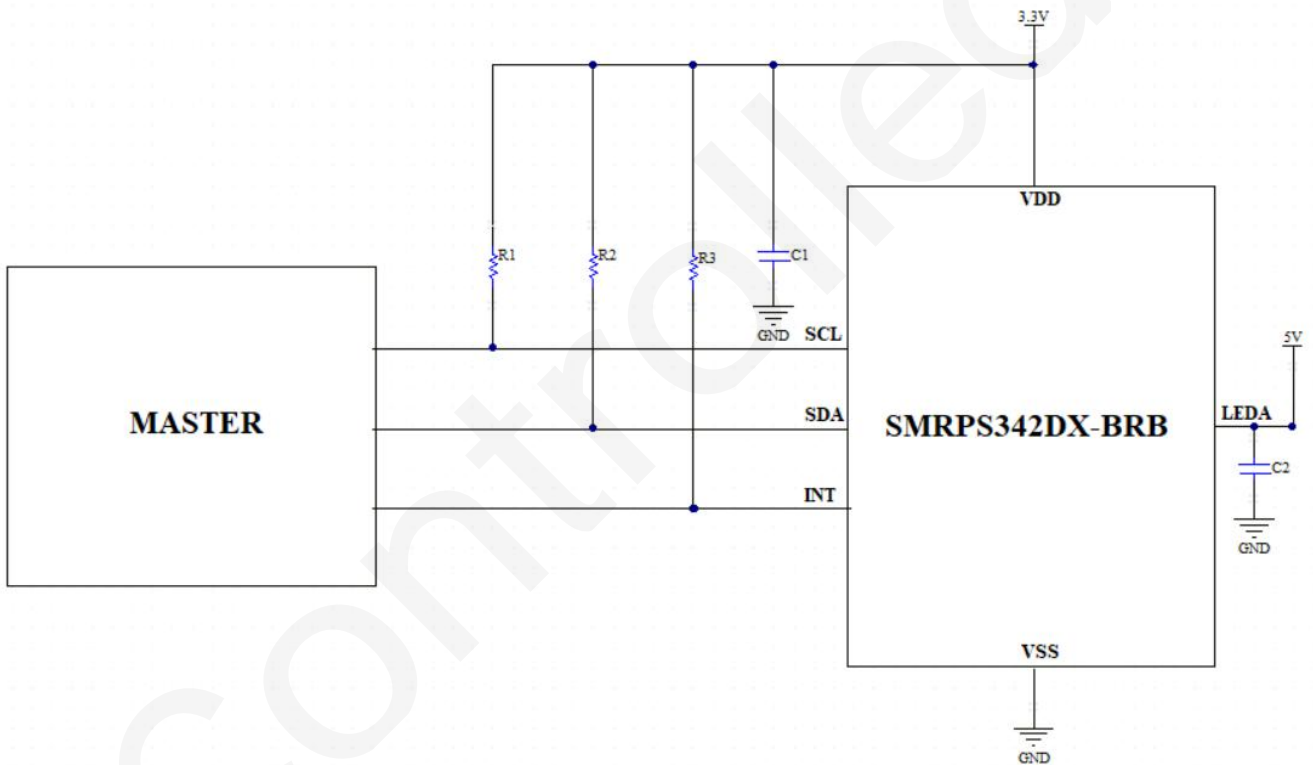 3.3V
VDD
R1
R2
R3
C1
GND
SCL
5V
MASTER
SDA
SMRPS342DX-BRB
LEDA
C2
INT
GND
VSS
GND
Controlled